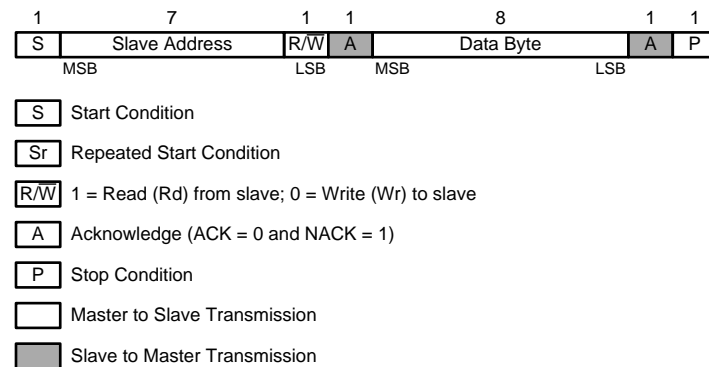 1 7 1 1 8 1 1
S Slave Address R/W̅ A Data Byte A P
MSB LSB MSB LSB
S Start Condition
Sr Repeated Start Condition
R/W̅ 1 = Read (Rd) from slave; 0 = Write (Wr) to slave
A Acknowledge (ACK = 0 and NACK = 1)
P Stop Condition
Master to Slave Transmission
Slave to Master Transmission